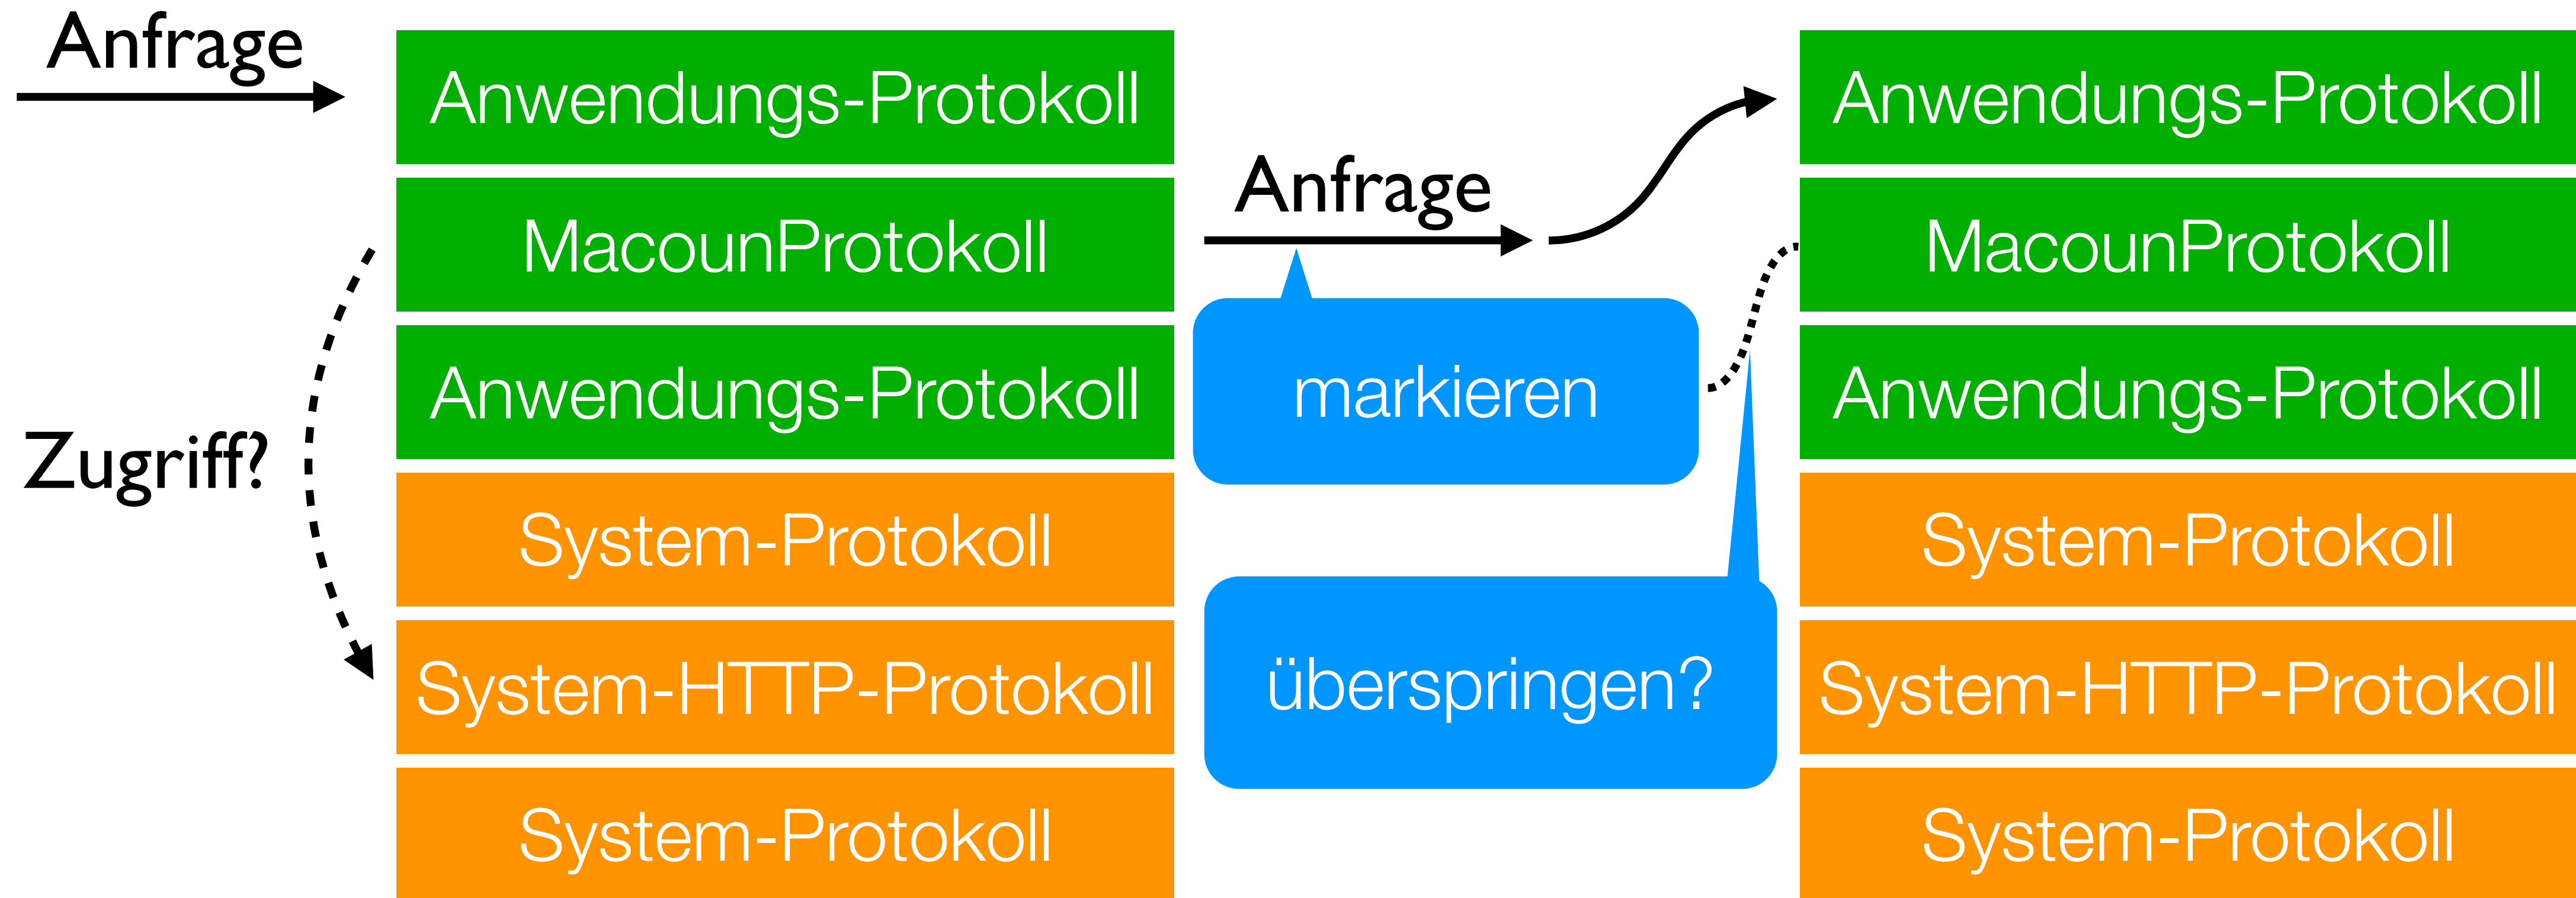 Anfrage
Anwendungs-Protokoll
MacounProtokoll
Anwendungs-Protokoll
Zugriff?
System-Protokoll
System-HTTP-Protokoll
System-Protokoll
Anfrage
markieren
überspringen?
Anwendungs-Protokoll
MacounProtokoll
Anwendungs-Protokoll
System-Protokoll
System-HTTP-Protokoll
System-Protokoll